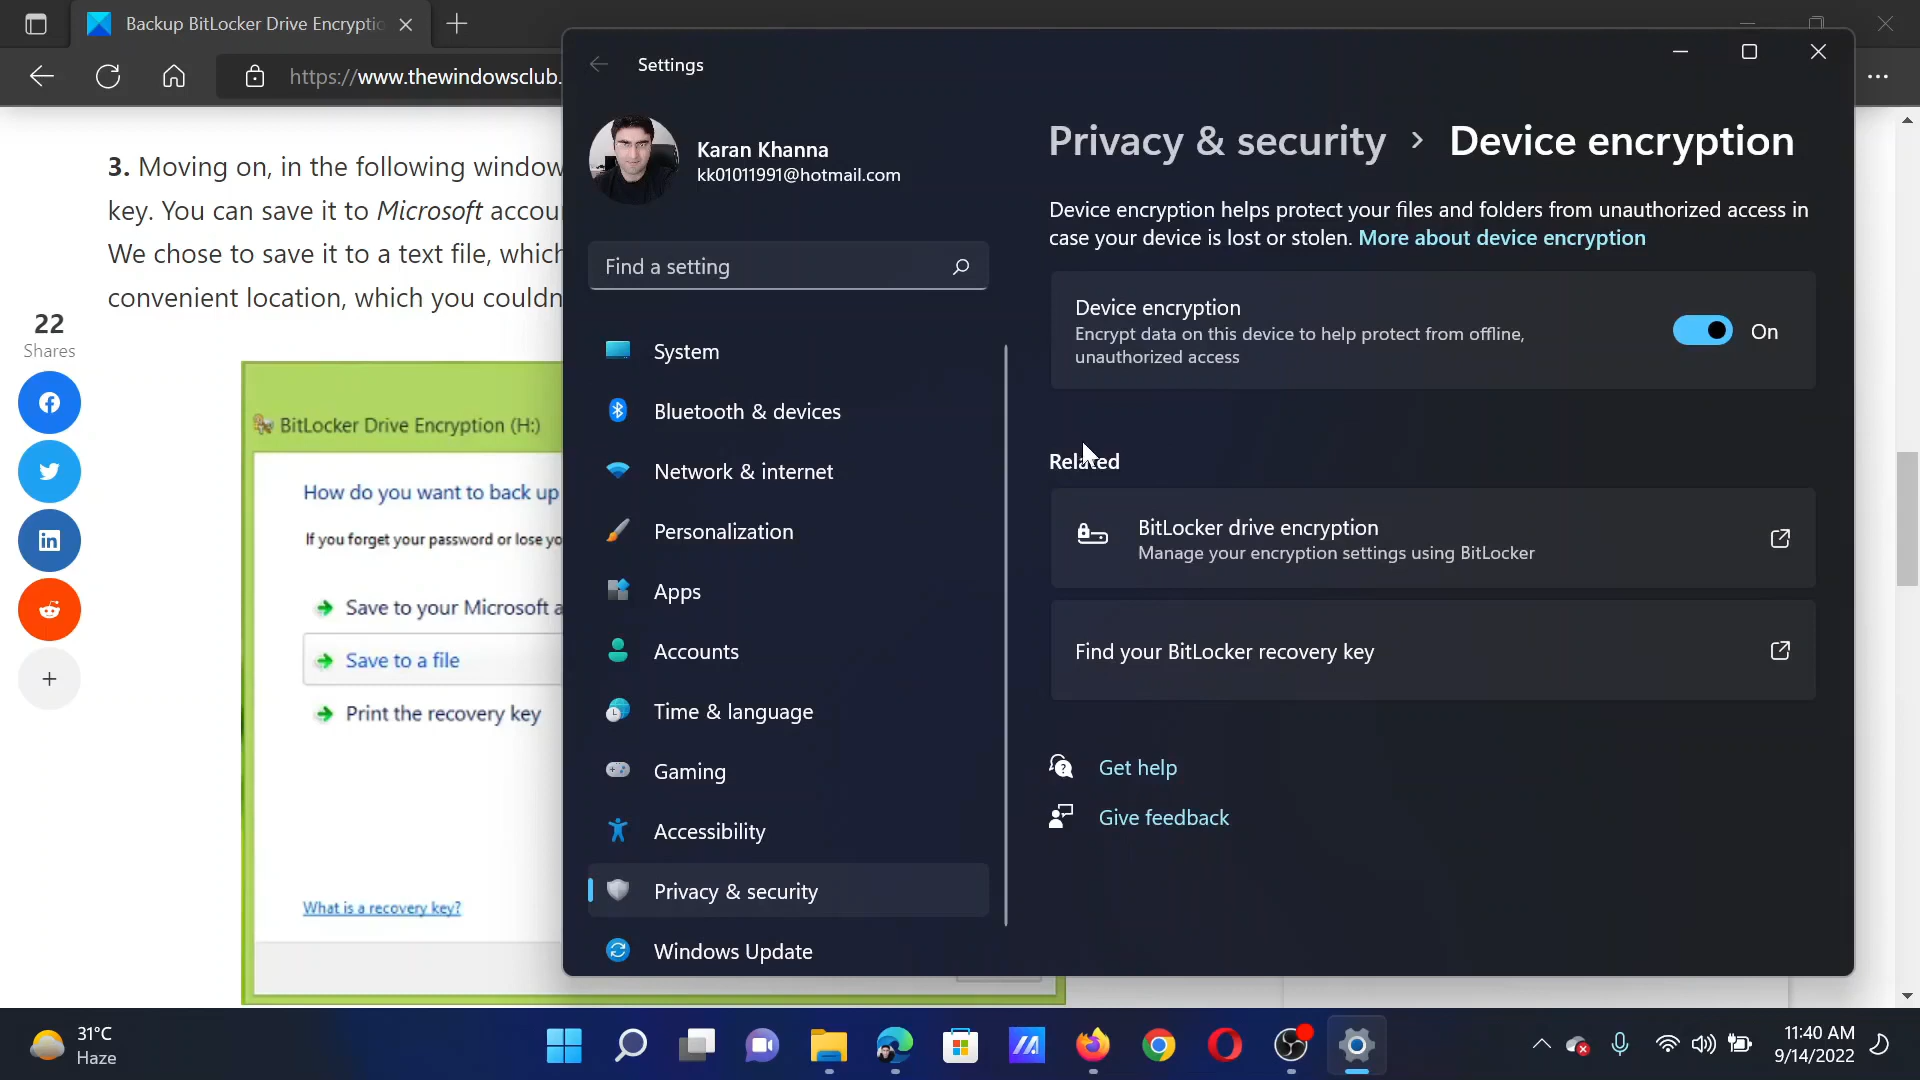 Backup BitLocker Drive Encryptic
https://www.thewindowsclub.
3. Moving on, in the following window
key. You can save it to Microsoft accou
We chose to save it to a text file, which
convenient location, which you couldn
22
Shares
BitLocker Drive Encryption (H:)
How do you want to back up
If you forget your password or lose yo
Save to your Microsoft a
Save to a file
Print the recovery key
What is a recovery key?
Settings
Karan Khanna
kk01011991@hotmail.com
Find a setting
System
Bluetooth & devices
Network & internet
Personalization
Apps
Accounts
Time & language
Gaming
Accessibility
Privacy & security
Windows Update
Privacy & security > Device encryption
Device encryption helps protect your files and folders from unauthorized access in
case your device is lost or stolen. More about device encryption
Device encryption
Encrypt data on this device to help protect from offline,
unauthorized access
On
Related
BitLocker drive encryption
Manage your encryption settings using BitLocker
Find your BitLocker recovery key
Get help
Give feedback
31°C
Haze
11:40 AM
9/14/2022